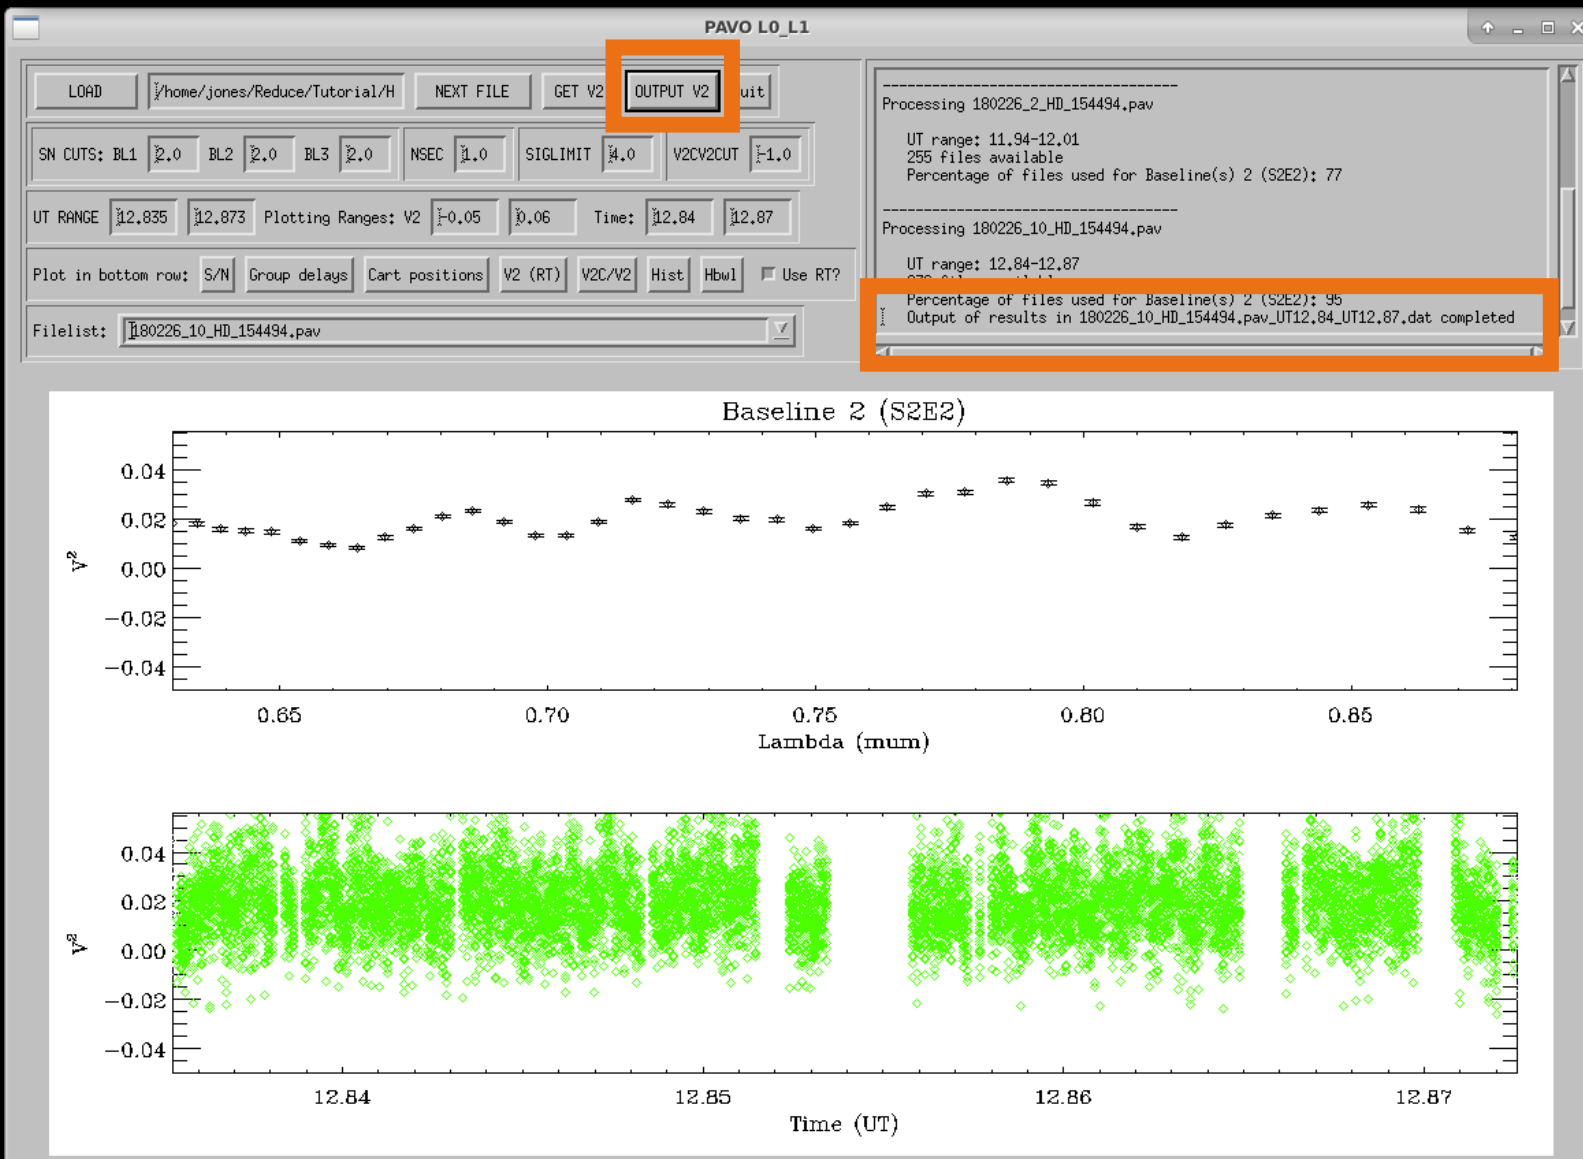 PAVO L0_L1
LOAD /home/jones/Reduce/Tutorial/H NEXT FILE GET V2 OUTPUT V2 uit
SN CUTS: BL1 2.0 BL2 2.0 BL3 2.0 NSEC 1.0 SIGLIMIT 4.0 V2CV2CUT -1.0
UT RANGE 12.835 12.873 Plotting Ranges: V2 -0.05 0.06 Time: 12.84 12.87
Plot in bottom row: S/N Group delays Cart positions V2 (RT) V2C/V2 Hist Hbwl Use RT?
Filelist: 180226_10_HD_154494.pav
----------------------------------
Processing 180226_2_HD_154494.pav
UT range: 11.94-12.01
255 files available
Percentage of files used for Baseline(s) 2 (S2E2): 77
----------------------------------
Processing 180226_10_HD_154494.pav
UT range: 12.84-12.87
Percentage of files used for Baseline(s) 2 (S2E2): 95
Output of results in 180226_10_HD_154494.pav_UT12.84_UT12.87.dat completed
Baseline 2 (S2E2)
V²
0.04
0.02
0.00
-0.02
-0.04
0.65 0.70 0.75 0.80 0.85
Lambda (mum)
V²
0.04
0.02
0.00
-0.02
-0.04
12.84 12.85 12.86 12.87
Time (UT)